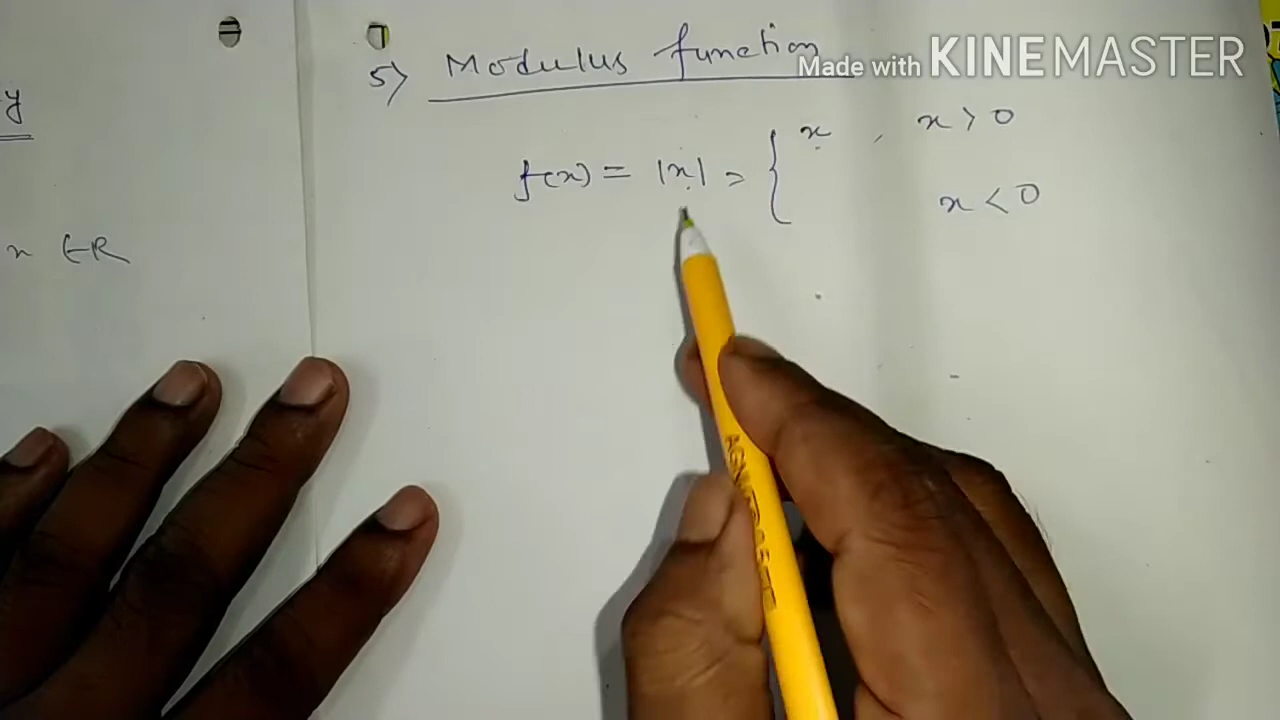 y
x ∈ R
5) Modulus function
f(x) = |x| = { x , x > 0
x < 0
Made with KINEMASTER